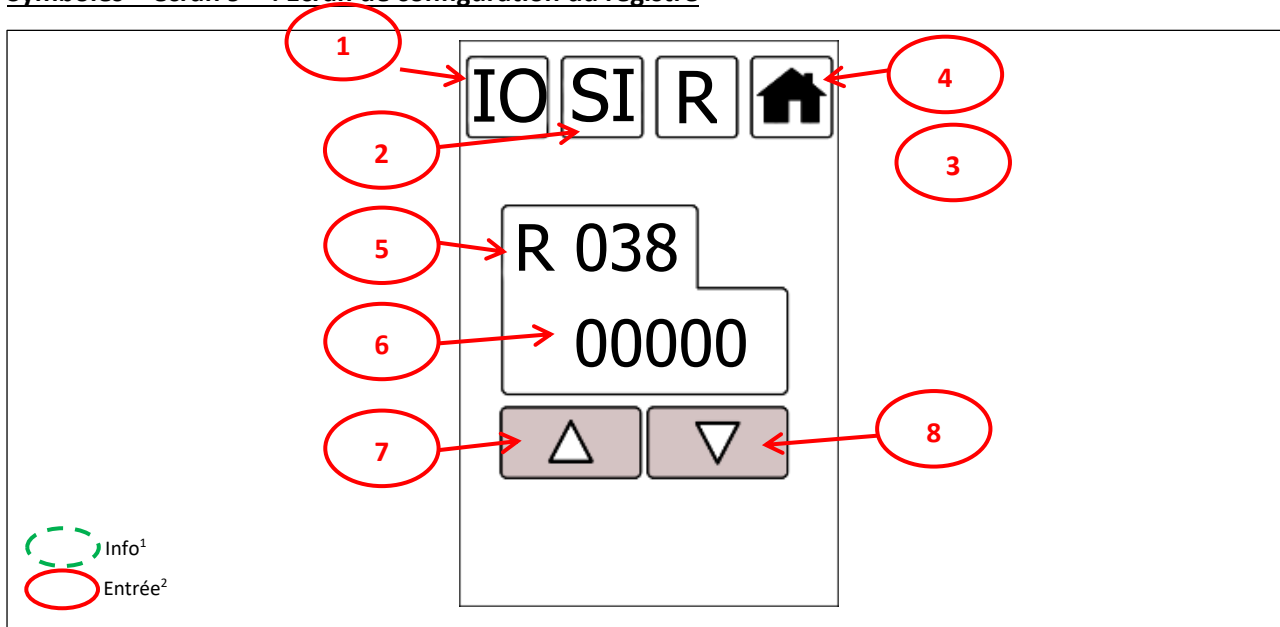 Symboles – écran – : Ecran de configuration du registre
1
IO SI R
4
2
3
5
R 038
6
00000
7
8
Info¹
Entrée²